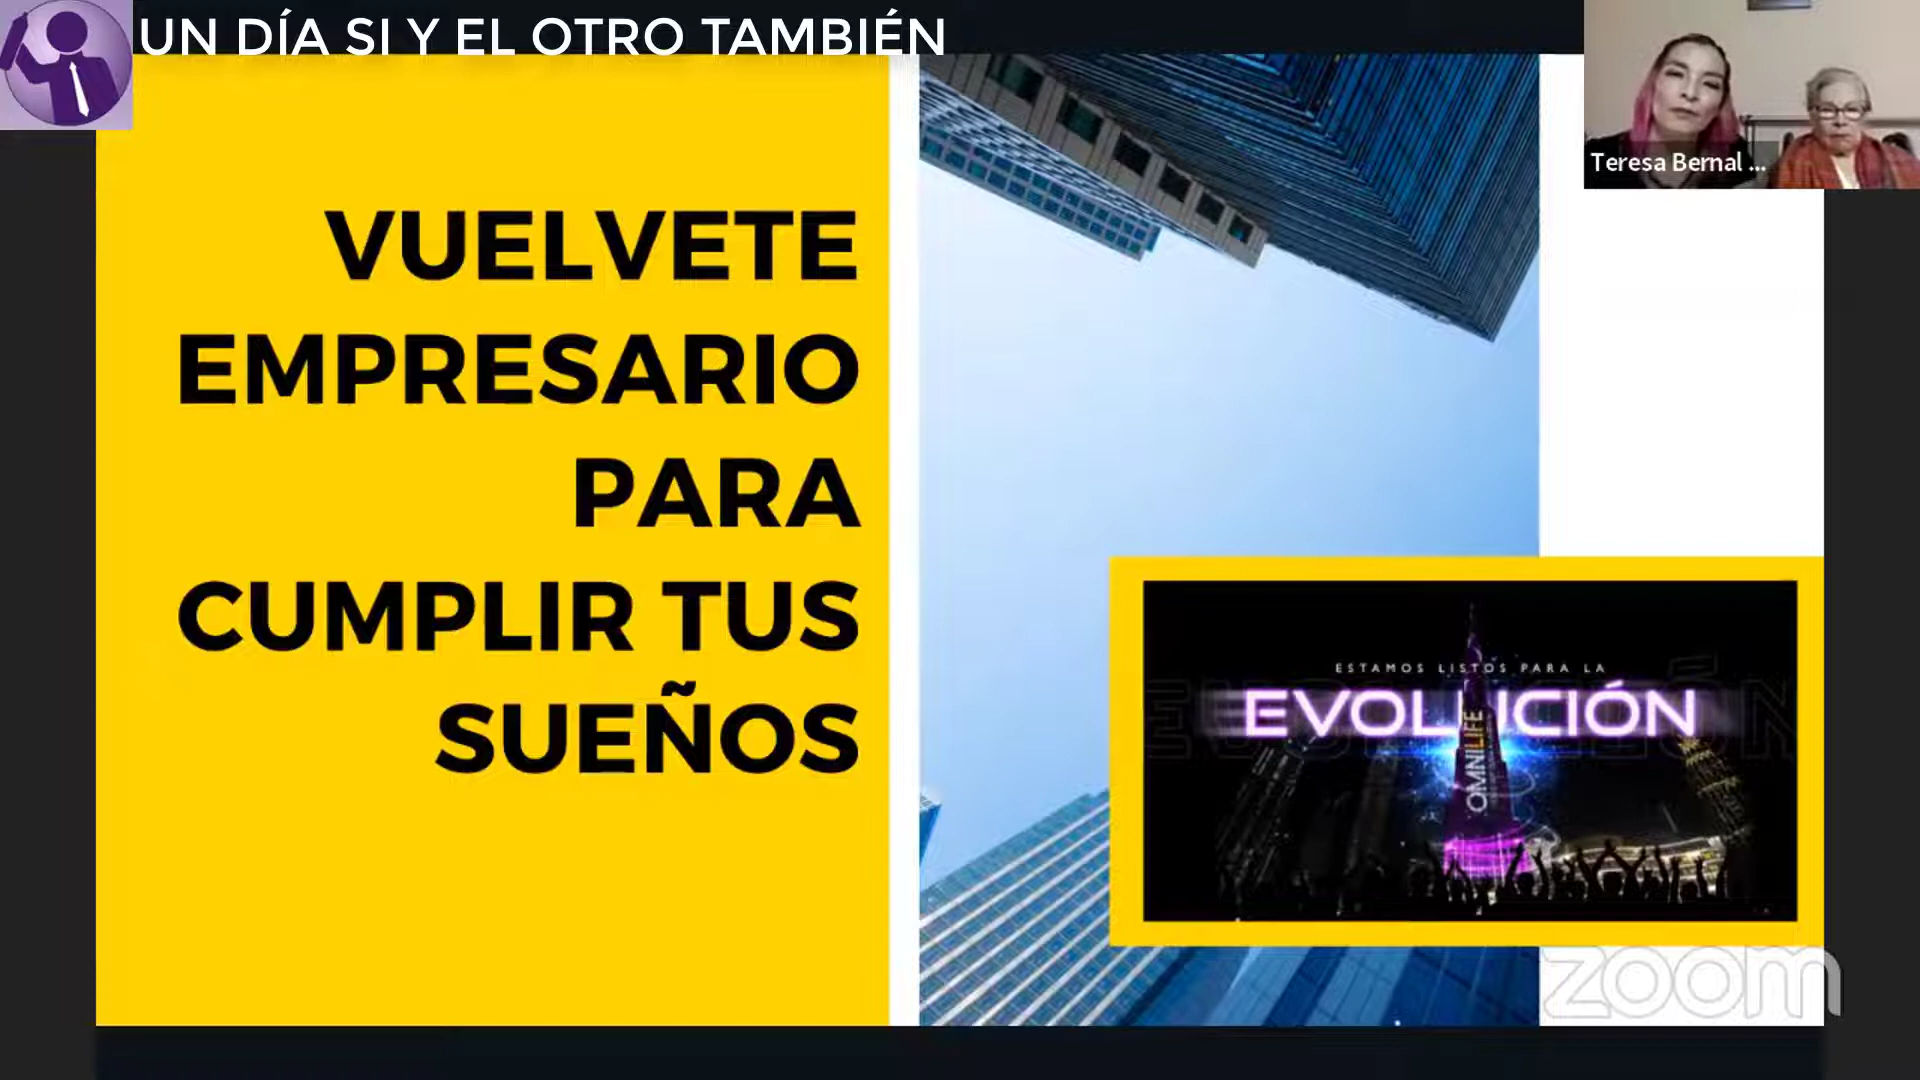 UN DÍA SI Y EL OTRO TAMBIÉN
Teresa Bernal ...
VUELVETE
EMPRESARIO
PARA
CUMPLIR TUS
SUEÑOS
ESTAMOS LISTOS PARA LA
EVOLUCIÓN
OMNILIFE
zoom